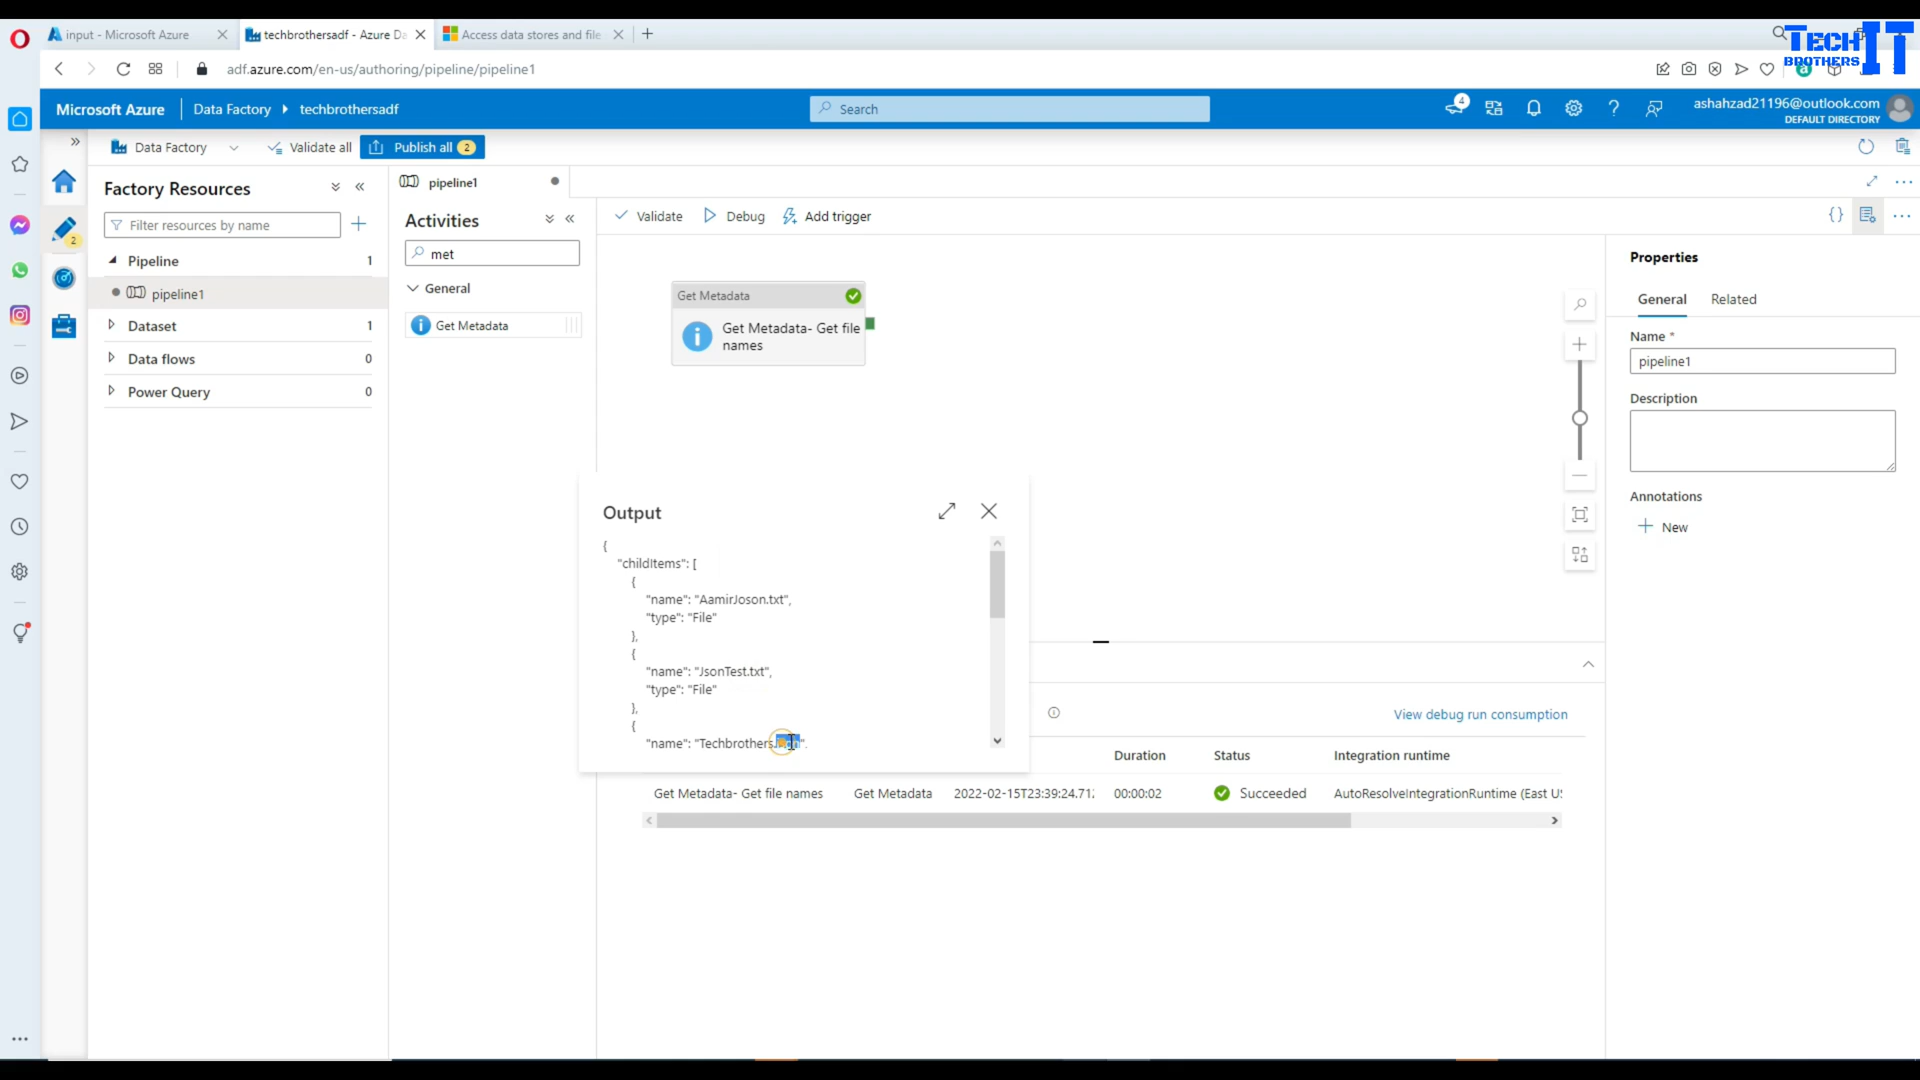 input - Microsoft Azure
techbrothersadf - Azure Da
Access data stores and file
TECH
BROTHERS
IT
adf.azure.com/en-us/authoring/pipeline/pipeline1
Microsoft Azure
Data Factory
techbrothersadf
Search
4
ashahzad21196@outlook.com
DEFAULT DIRECTORY
Data Factory
Validate all
Publish all 2
Factory Resources
Filter resources by name
2
Pipeline 1
pipeline1
Dataset 1
Data flows 0
Power Query 0
pipeline1
Activities
met
General
Get Metadata
Validate
Debug
Add trigger
Get Metadata
Get Metadata- Get file
names
Properties
General
Related
Name *
pipeline1
Description
Annotations
New
Output
{
"childItems": [
{
"name": "AamirJoson.txt",
"type": "File"
},
{
"name": "JsonTest.txt",
"type": "File"
},
{
"name":
View debug run consumption
Duration
Status
Integration runtime
Get Metadata- Get file names
Get Metadata
2022-02-15T23:39:24.71
00:00:02
Succeeded
AutoResolveIntegrationRuntime (East U